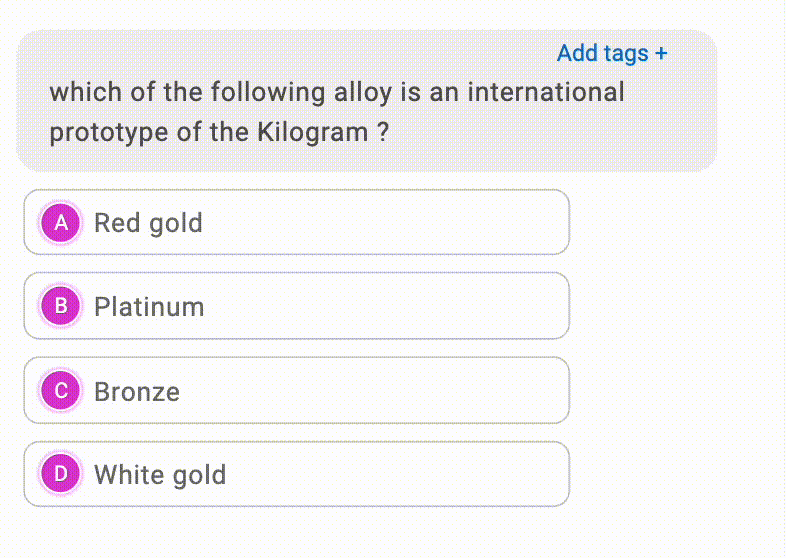 Add tags +
which of the following alloy is an international
prototype of the Kilogram ?
A Red gold
B Platinum
C Bronze
D White gold